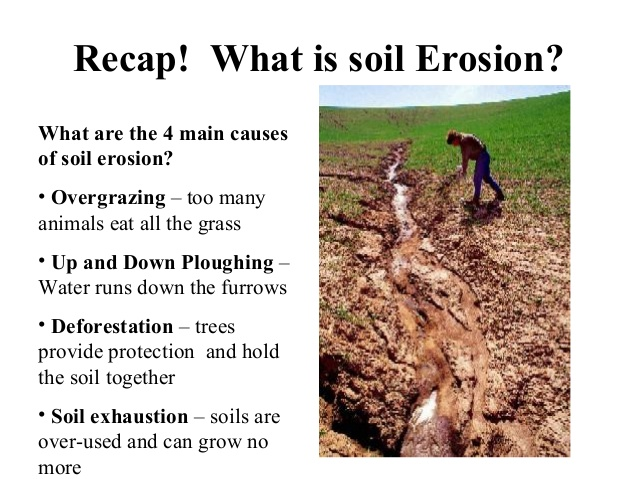 Recap!  What is soil Erosion?
What are the 4 main causes
of soil erosion?
• Overgrazing – too many
animals eat all the grass
• Up and Down Ploughing –
Water runs down the furrows
• Deforestation – trees
provide protection  and hold
the soil together
• Soil exhaustion – soils are
over-used and can grow no
more